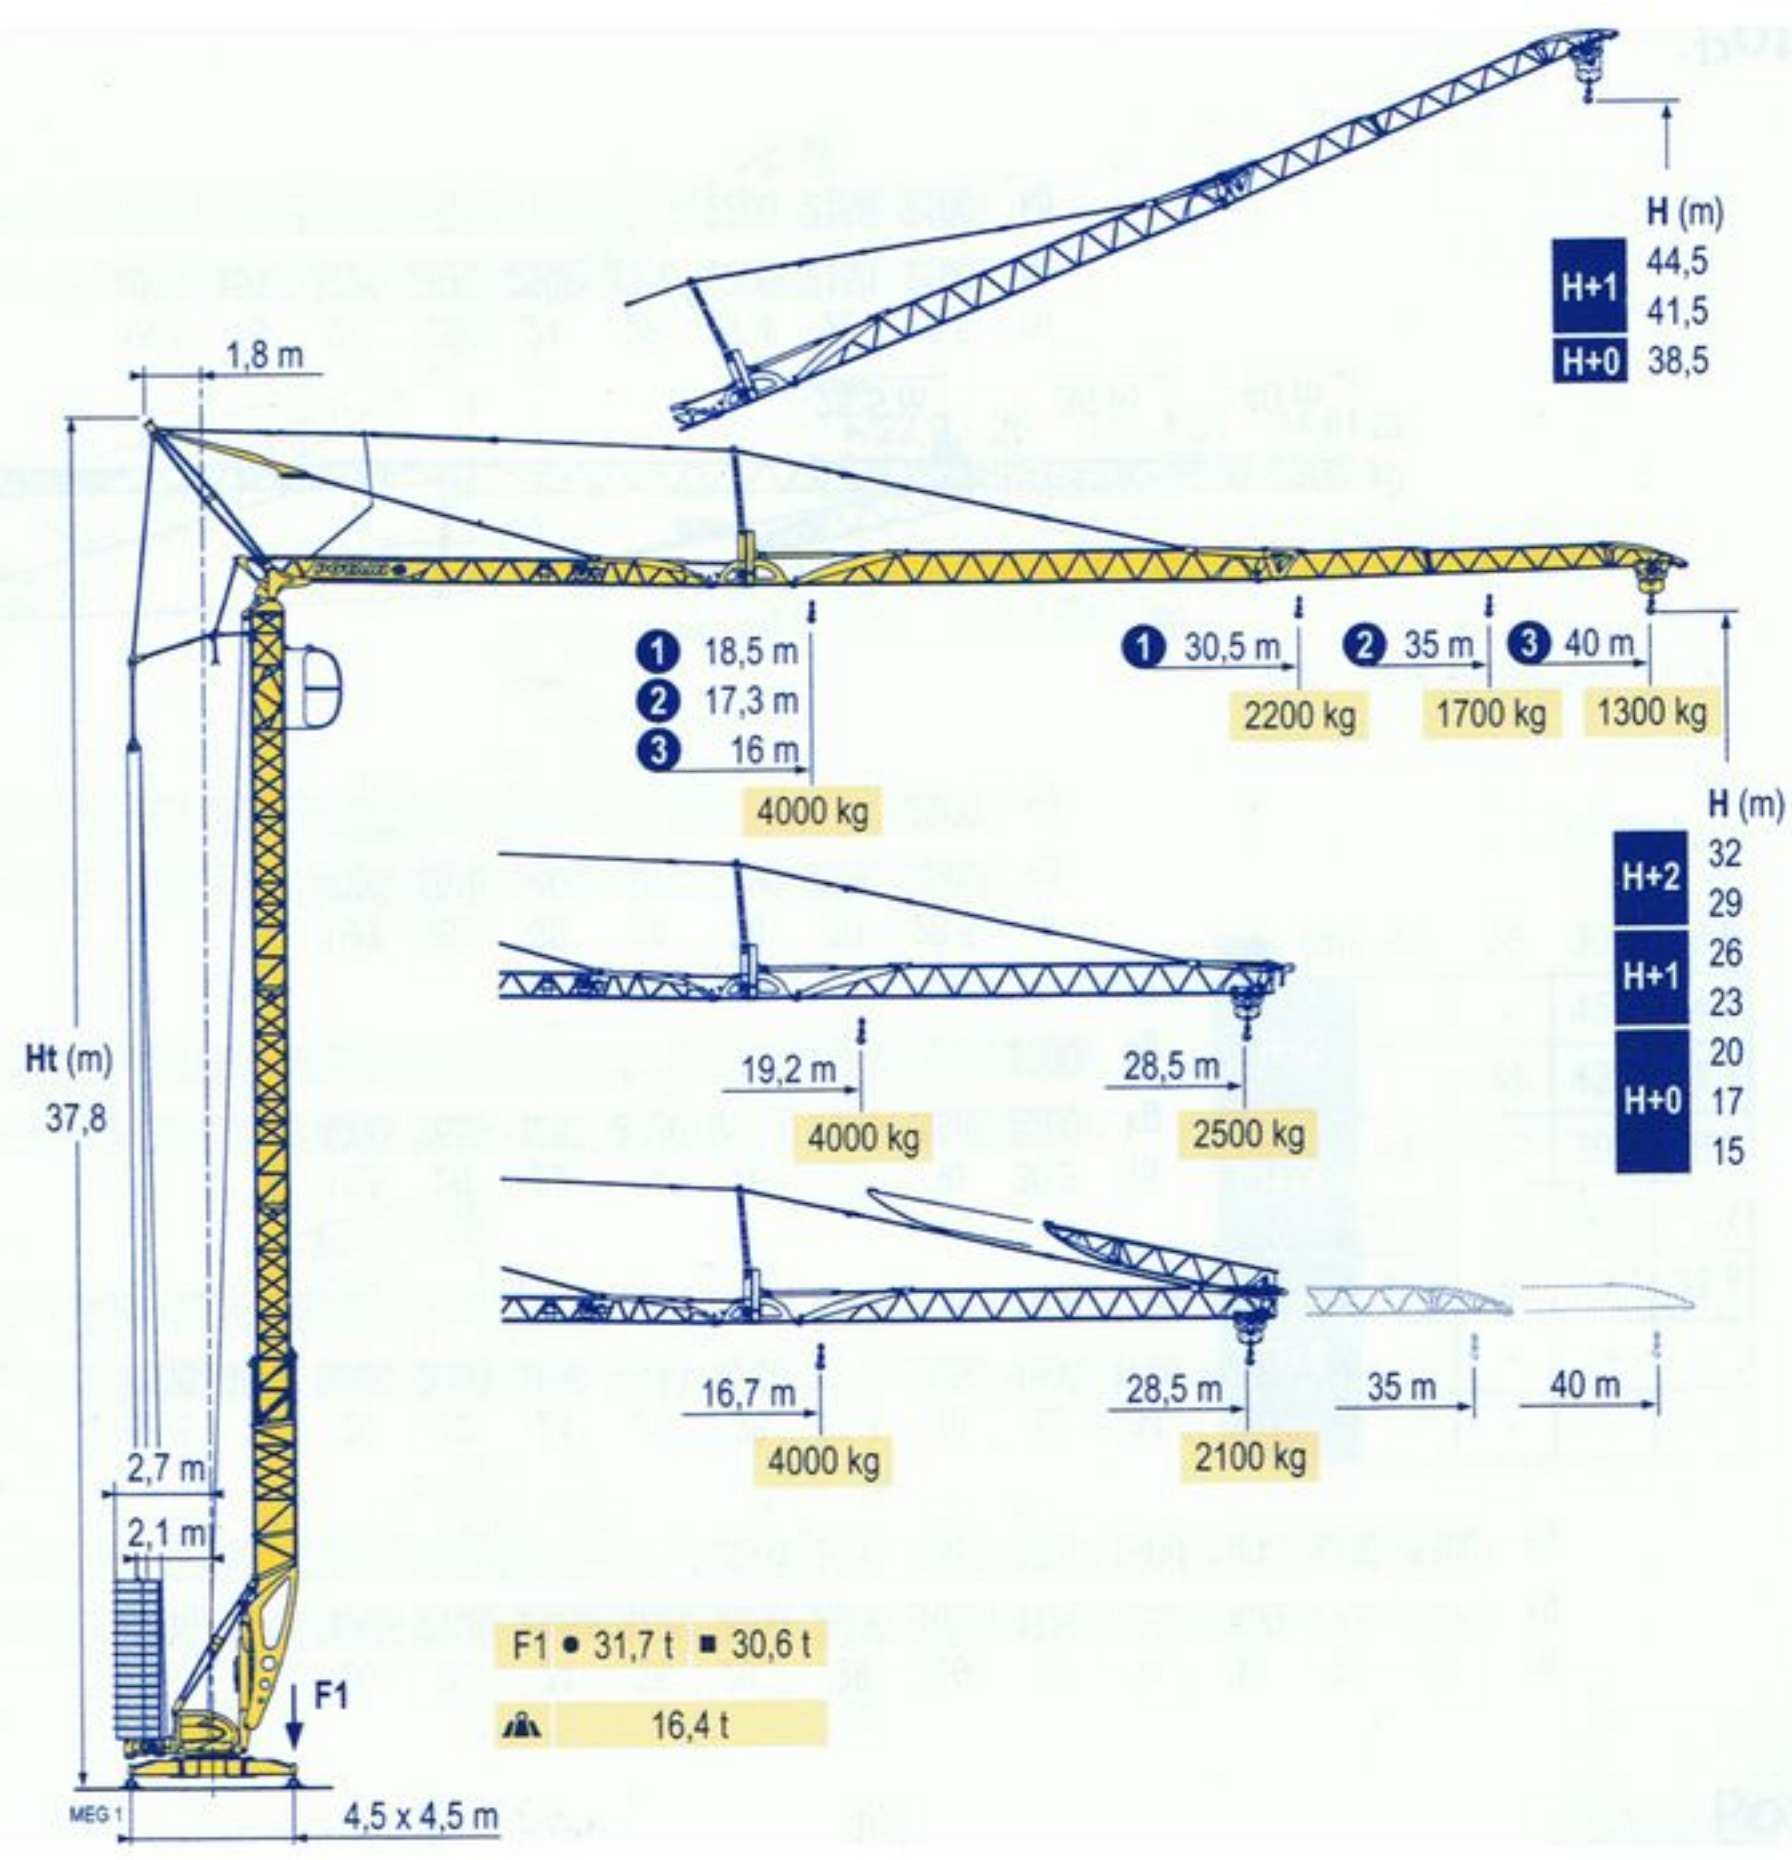 H (m)
H+1
44,5
41,5
H+0
38,5
1,8 m
1 18,5 m
2 17,3 m
3 16 m
4000 kg
1 30,5 m
2 35 m
3 40 m
2200 kg
1700 kg
1300 kg
H (m)
H+2
32
29
H+1
26
23
H+0
20
17
15
19,2 m
28,5 m
4000 kg
2500 kg
Ht (m)
37,8
16,7 m
28,5 m
35 m
40 m
4000 kg
2100 kg
2,7 m
2,1 m
F1 ● 31,7 t ■ 30,6 t
16,4 t
F1
MEG 1
4,5 x 4,5 m